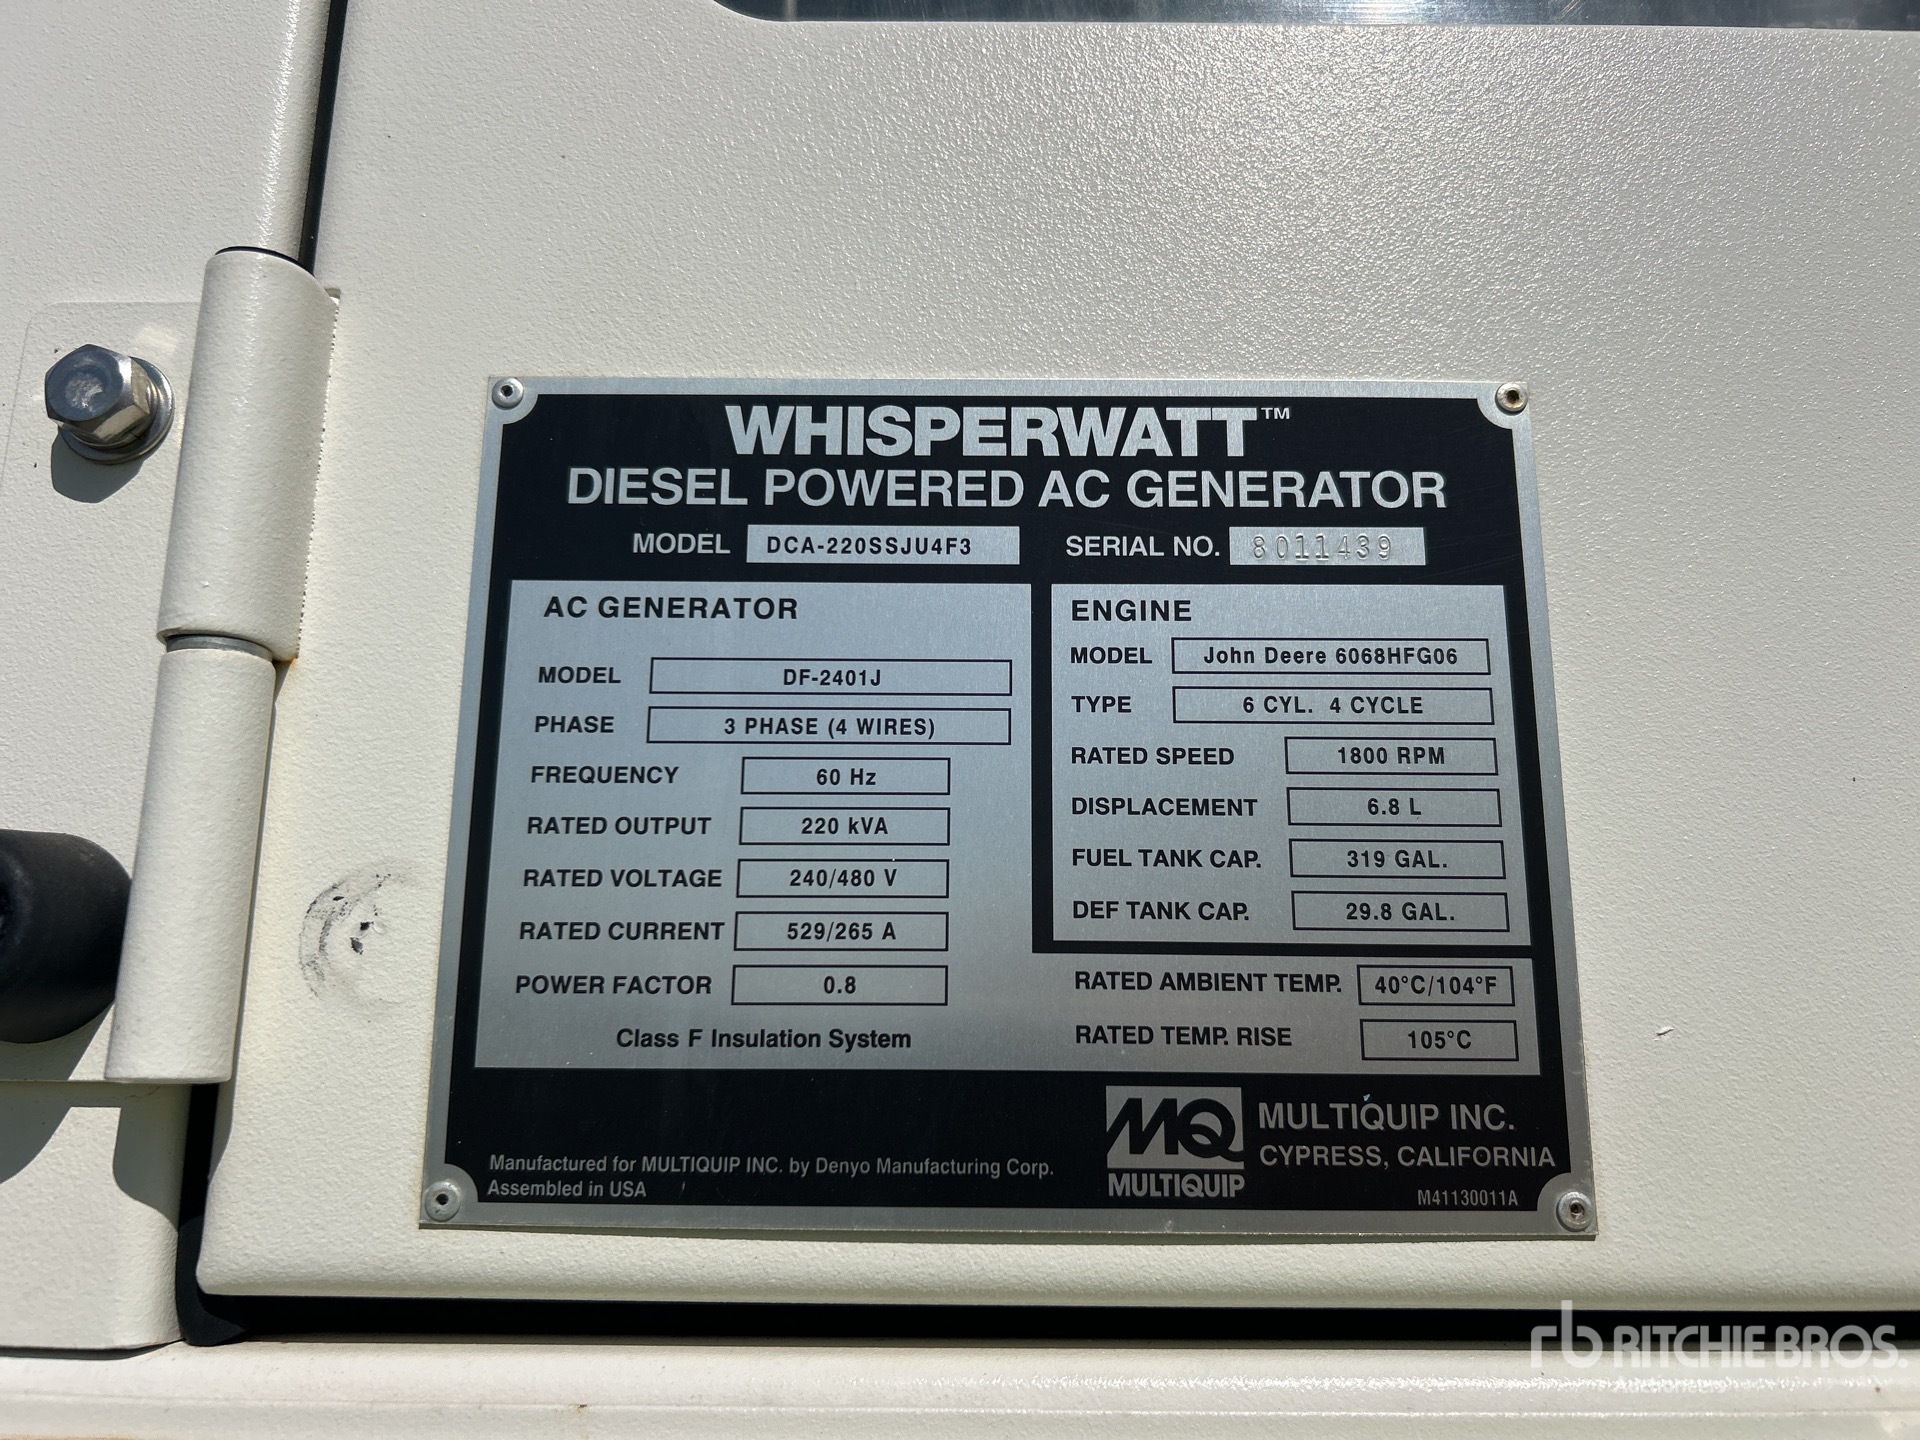 WHISPERWATT™
DIESEL POWERED AC GENERATOR
MODEL DCA-220SSJU4F3
SERIAL NO. 8011439
AC GENERATOR
MODEL DF-2401J
PHASE 3 PHASE (4 WIRES)
FREQUENCY 60 Hz
RATED OUTPUT 220 kVA
RATED VOLTAGE 240/480 V
RATED CURRENT 529/265 A
POWER FACTOR 0.8
Class F Insulation System
ENGINE
MODEL John Deere 6068HFG06
TYPE 6 CYL. 4 CYCLE
RATED SPEED 1800 RPM
DISPLACEMENT 6.8 L
FUEL TANK CAP. 319 GAL.
DEF TANK CAP. 29.8 GAL.
RATED AMBIENT TEMP. 40°C/104°F
RATED TEMP. RISE 105°C
Manufactured for MULTIQUIP INC. by Denyo Manufacturing Corp.
Assembled in USA
MQ
MULTIQUIP
MULTIQUIP INC.
CYPRESS, CALIFORNIA
M41130011A
rb RITCHIE BROS.
Auctioneers